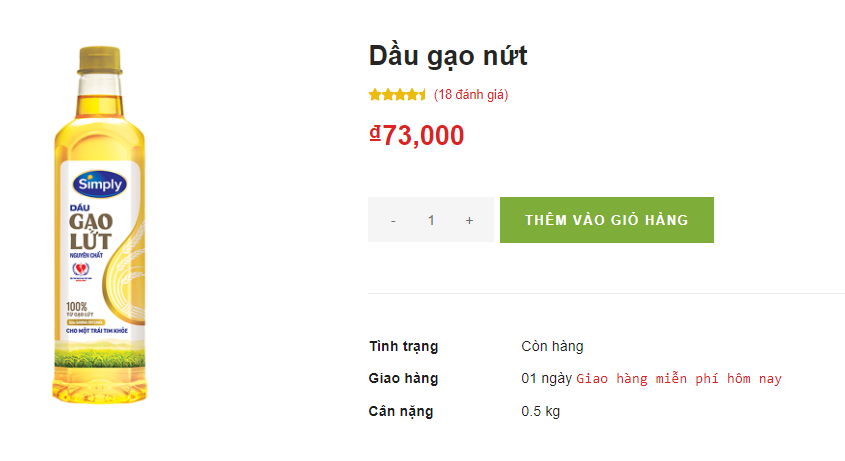 Dầu gạo nứt
(18 đánh giá)
₫73,000
- 1 + THÊM VÀO GIỎ HÀNG
Simply
DẦU
GẠO
LỨT
NGUYÊN CHẤT
100%
TỪ GẠO LỨT
CHO MỘT TRÁI TIM KHỎE
Tình trạng Còn hàng
Giao hàng 01 ngày Giao hàng miễn phí hôm nay
Cân nặng 0.5 kg